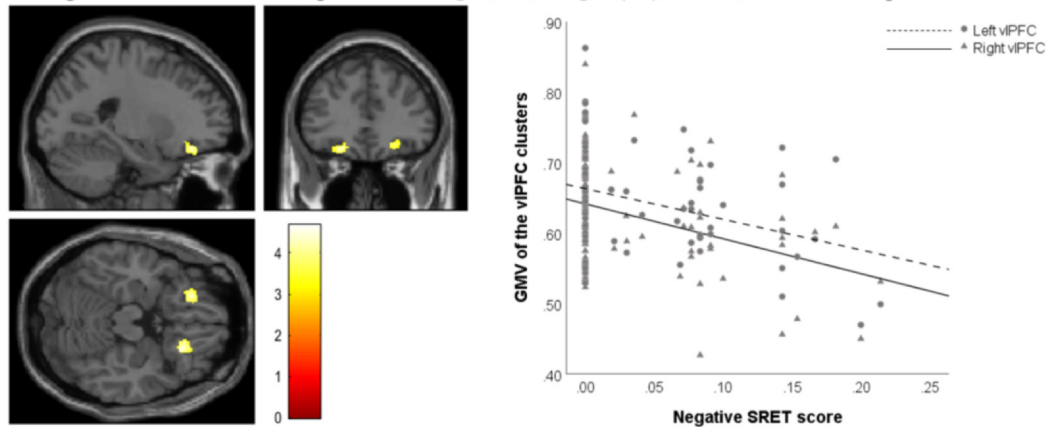 4
3
2
1
0
Left vlPFC
Right vlPFC
GMV of the vlPFC clusters
.90
.80
.70
.60
.50
.40
.00 .05 .10 .15 .20 .25
Negative SRET score